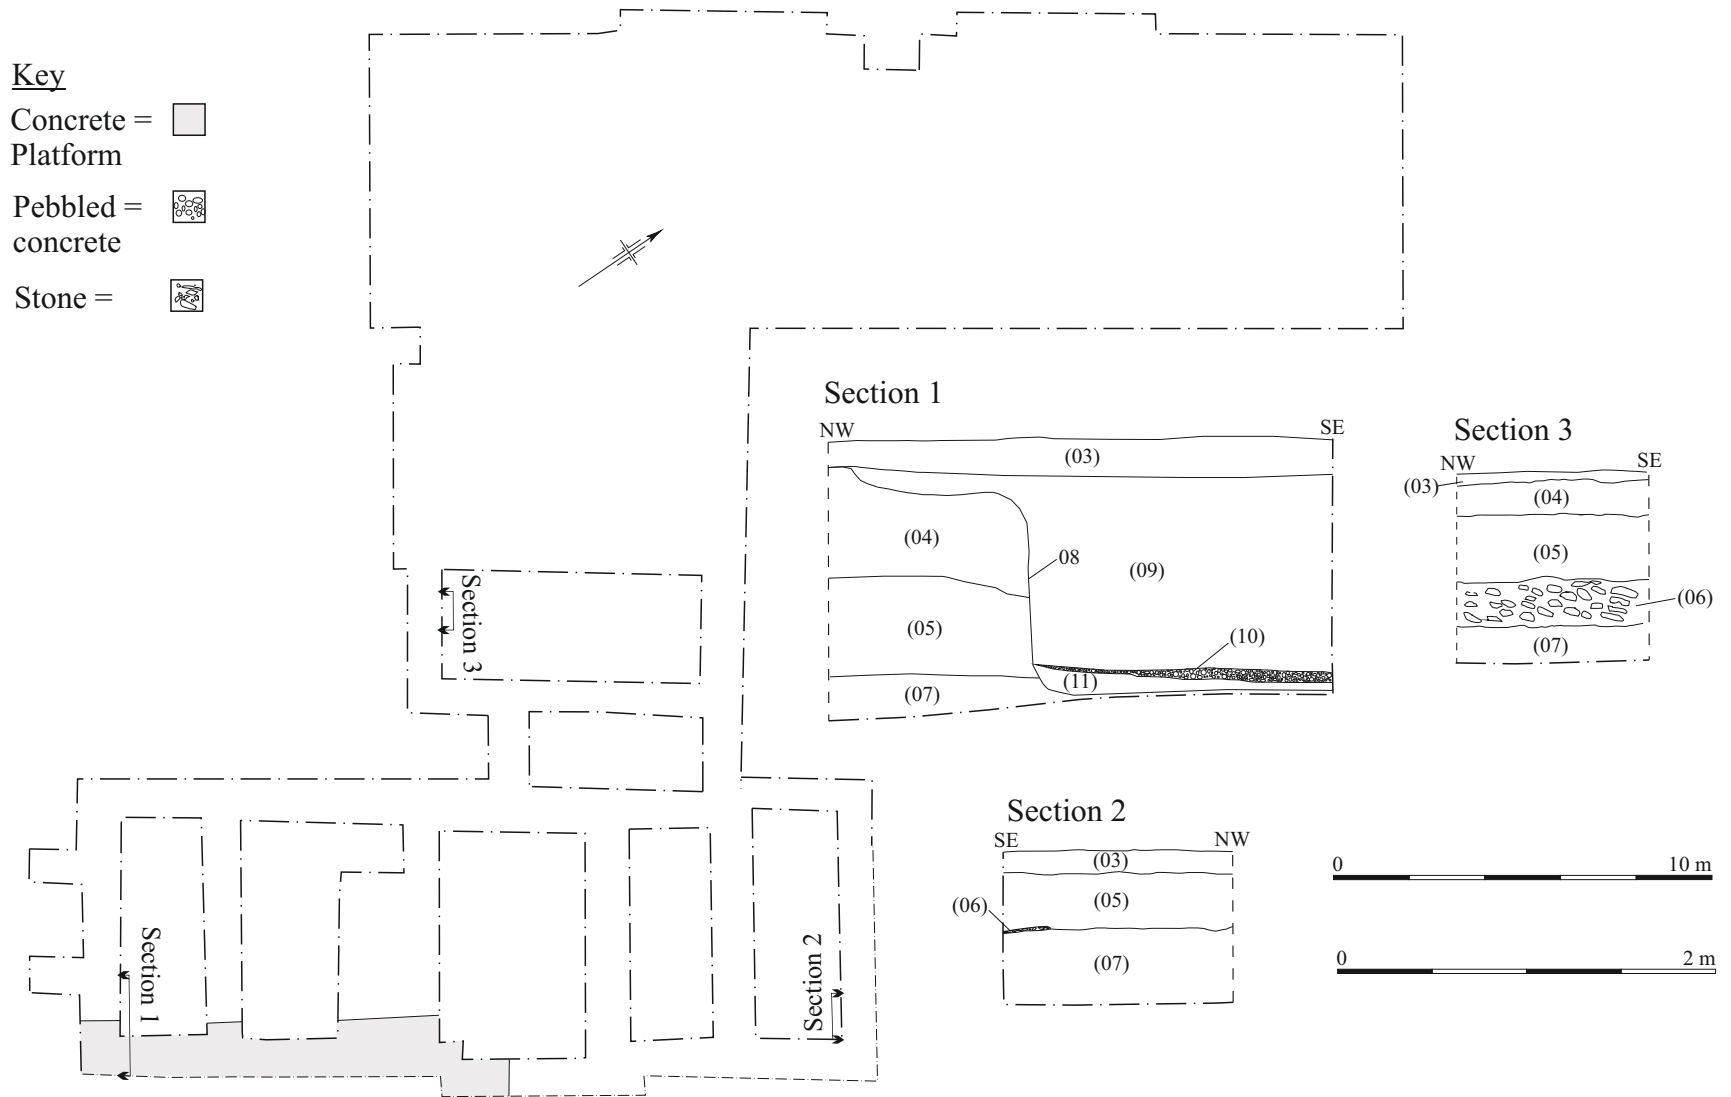 Key
Concrete =
Platform
Pebbled =
concrete
Stone =
Section 1
NW
SE
(03)
(04)
08
(09)
(05)
(10)
(11)
(07)
Section 3
NW
SE
(03)
(04)
(05)
(06)
(07)
Section 3
Section 2
SE
NW
(03)
(05)
(06)
(07)
0
10 m
0
2 m
Section 1
Section 2